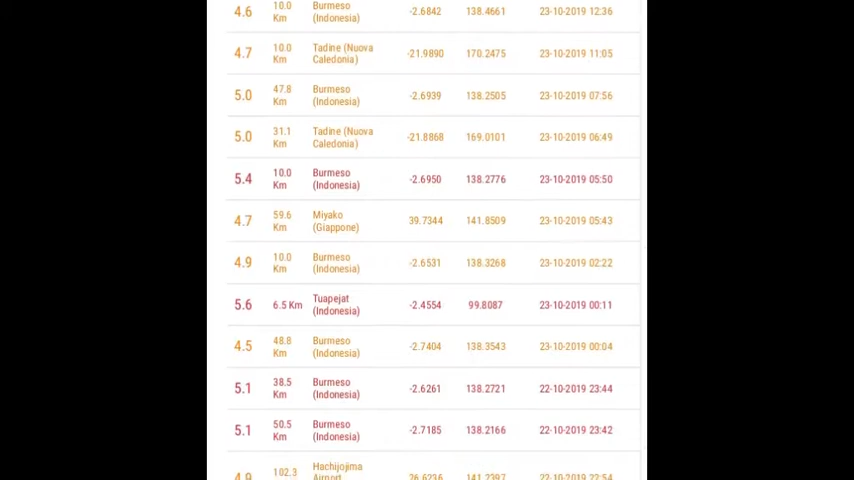 4.6 10.0 Km Burmeso (Indonesia) -2.6842 138.4661 23-10-2019 12:36
4.7 10.0 Km Tadine (Nuova Caledonia) -21.9890 170.2475 23-10-2019 11:05
5.0 47.8 Km Burmeso (Indonesia) -2.6939 138.2505 23-10-2019 07:56
5.0 31.1 Km Tadine (Nuova Caledonia) -21.8868 169.0101 23-10-2019 06:49
5.4 10.0 Km Burmeso (Indonesia) -2.6950 138.2776 23-10-2019 05:50
4.7 59.6 Km Miyako (Giappone) 39.7344 141.8509 23-10-2019 05:43
4.9 10.0 Km Burmeso (Indonesia) -2.6531 138.3268 23-10-2019 02:22
5.6 6.5 Km Tuapejat (Indonesia) -2.4554 99.8087 23-10-2019 00:11
4.5 48.8 Km Burmeso (Indonesia) -2.7404 138.3543 23-10-2019 00:04
5.1 38.5 Km Burmeso (Indonesia) -2.6261 138.2721 22-10-2019 23:44
5.1 50.5 Km Burmeso (Indonesia) -2.7185 138.2166 22-10-2019 23:42
4.9 102.3 Hachijojima Airport 141.2397 22-10-2019 22:54